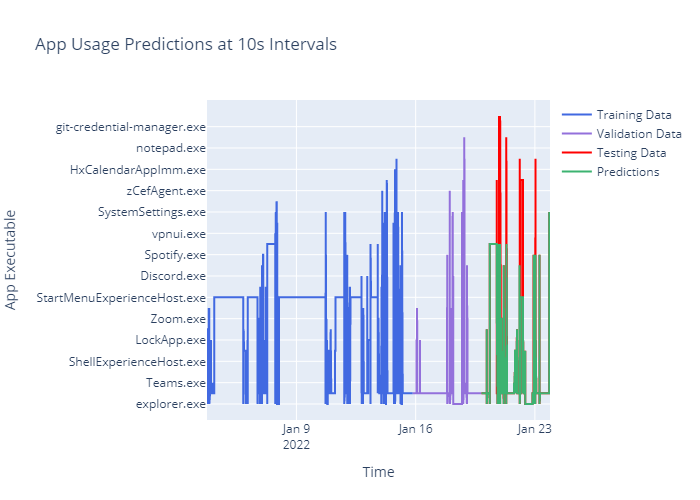 App Usage Predictions at 10s Intervals
Training Data
Validation Data
Testing Data
Predictions
git-credential-manager.exe
notepad.exe
HxCalendarAppImm.exe
zCefAgent.exe
SystemSettings.exe
vpnui.exe
Spotify.exe
Discord.exe
StartMenuExperienceHost.exe
Zoom.exe
LockApp.exe
ShellExperienceHost.exe
Teams.exe
explorer.exe
App Executable
Jan 9
2022
Jan 16
Jan 23
Time